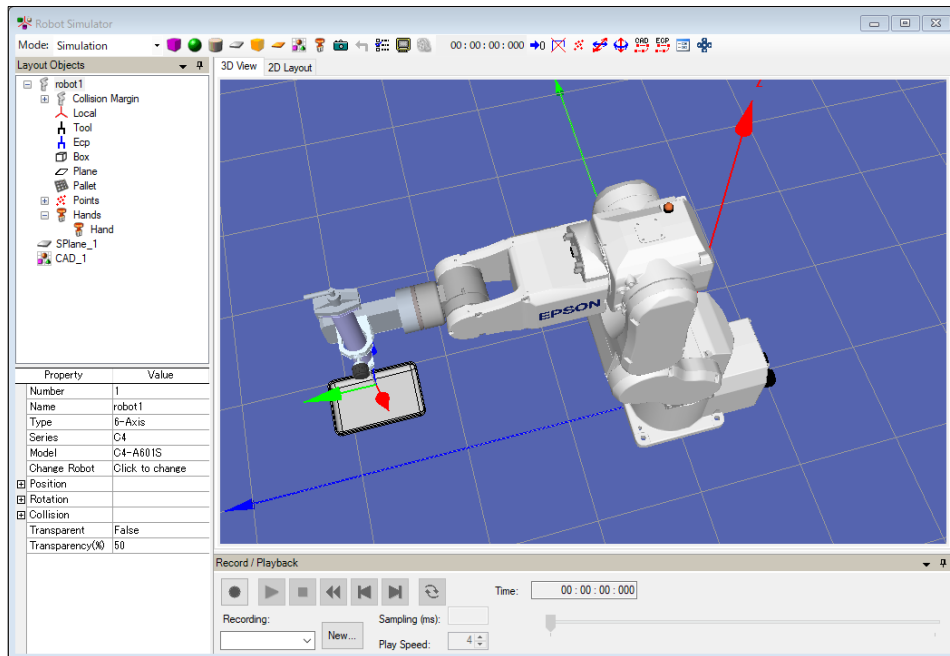 Robot Simulator
Mode: Simulation
00 : 00 : 00 : 000
CAD
ECP
Layout Objects
3D View
2D Layout
robot1
Collision Margin
Local
Tool
Ecp
Box
Plane
Pallet
Points
Hands
Hand
SPlane_1
CAD_1
EPSON
Property Value
Number 1
Name robot1
Type 6-Axis
Series C4
Model C4-A601S
Change Robot Click to change
Position
Rotation
Collision
Transparent False
Transparency(%) 50
Record / Playback
Time: 00 : 00 : 00 : 000
Recording:
New...
Sampling (ms):
Play Speed: 4